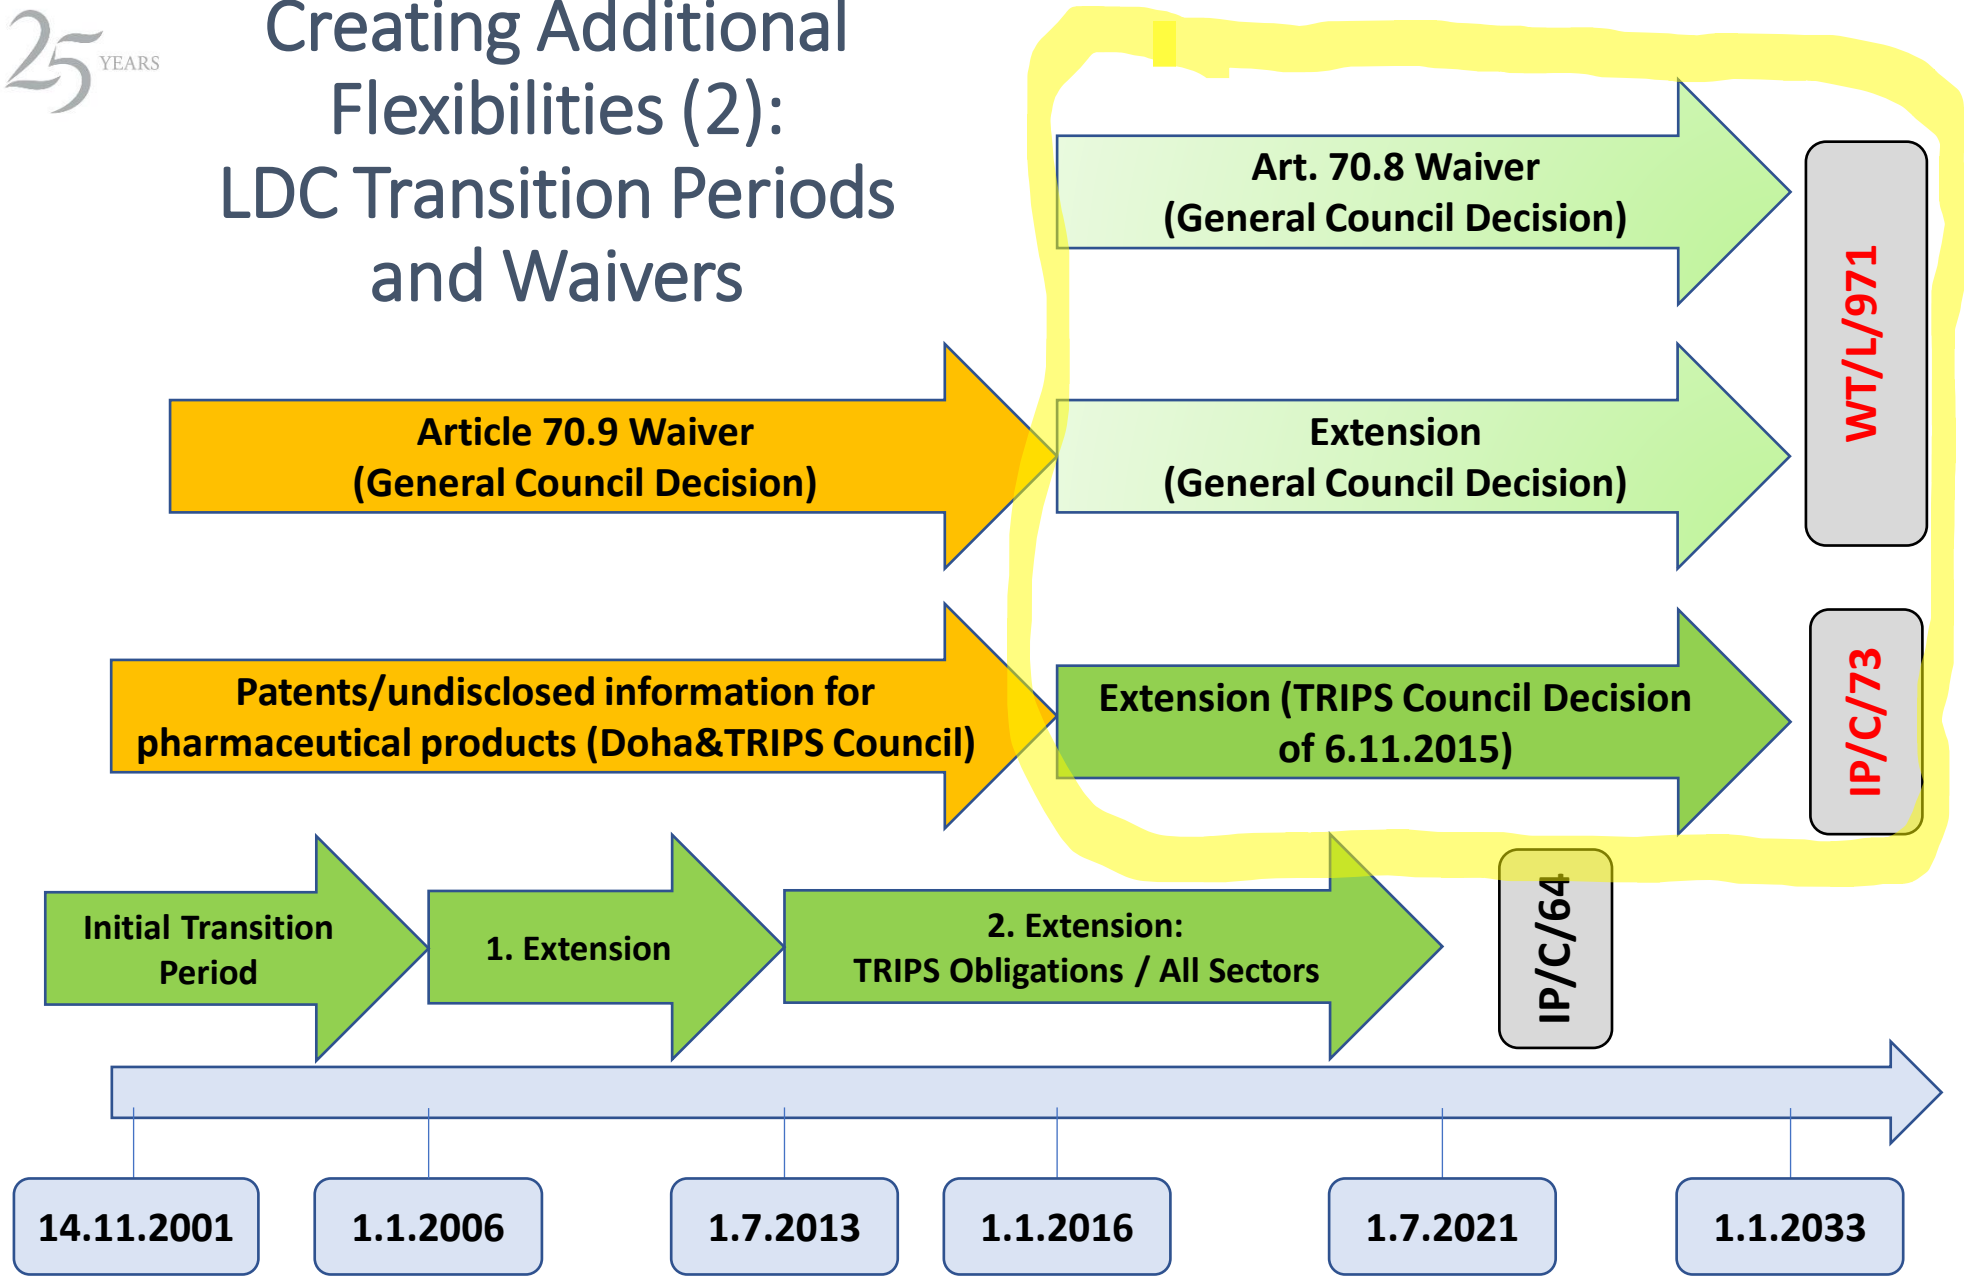 25 YEARS
Creating Additional
Flexibilities (2):
LDC Transition Periods
and Waivers
Art. 70.8 Waiver
(General Council Decision)
WT/L/971
Article 70.9 Waiver
(General Council Decision)
Extension
(General Council Decision)
Patents/undisclosed information for
pharmaceutical products (Doha&TRIPS Council)
Extension (TRIPS Council Decision
of 6.11.2015)
IP/C/73
Initial Transition
Period
1. Extension
2. Extension:
TRIPS Obligations / All Sectors
IP/C/64
14.11.2001
1.1.2006
1.7.2013
1.1.2016
1.7.2021
1.1.2033